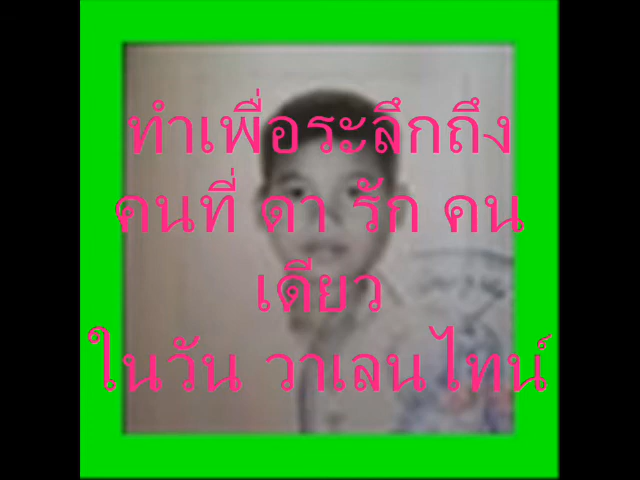 ทำเพื่อระลึกถึง
คนที่ ดา รัก คน
เดียว
ในวัน วาเลนไทน์